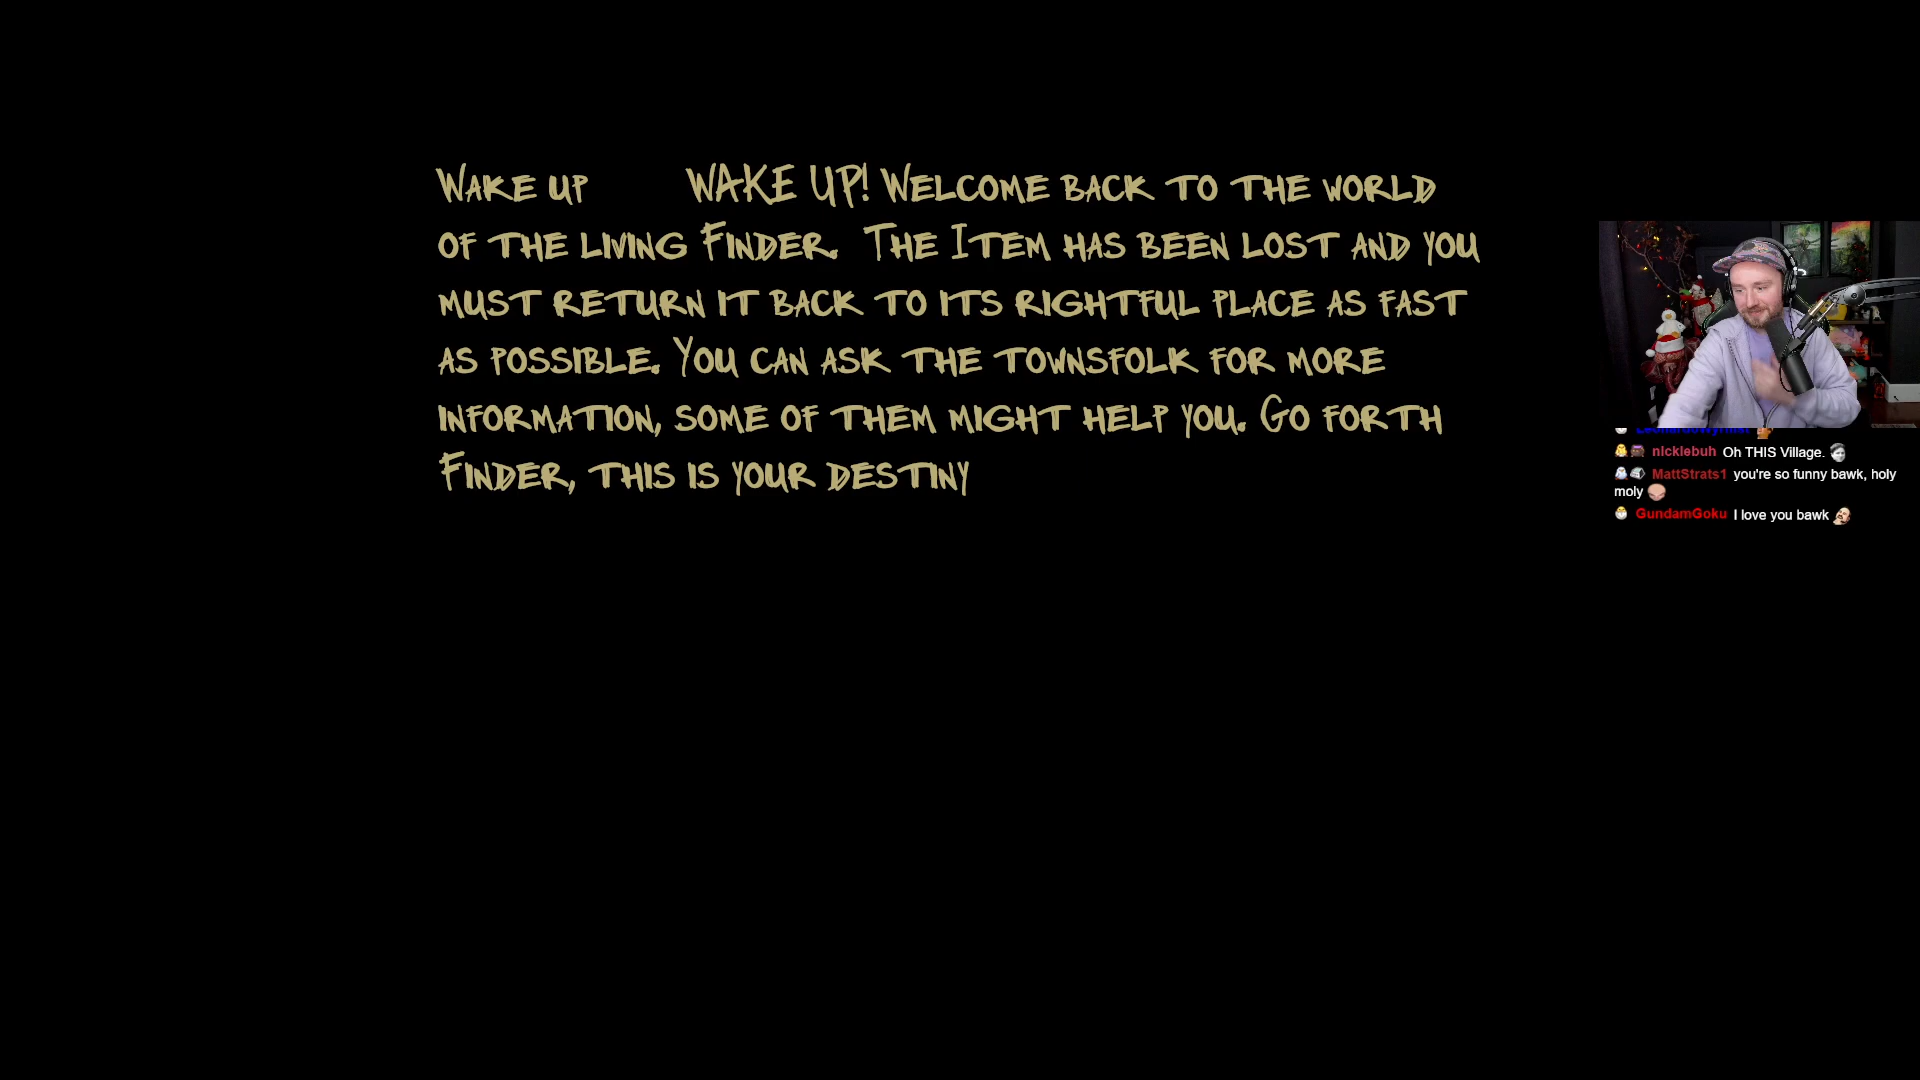 Wake up WAKE UP! Welcome back to the world
of the living Finder. The Item has been lost and you
must return it back to its rightful place as fast
as possible. You can ask the townsfolk for more
information, some of them might help you. Go forth
Finder, this is your destiny
nicklebuh Oh THIS Village.
MattStrats1 you're so funny bawk, holy
moly
GundamGoku I love you bawk